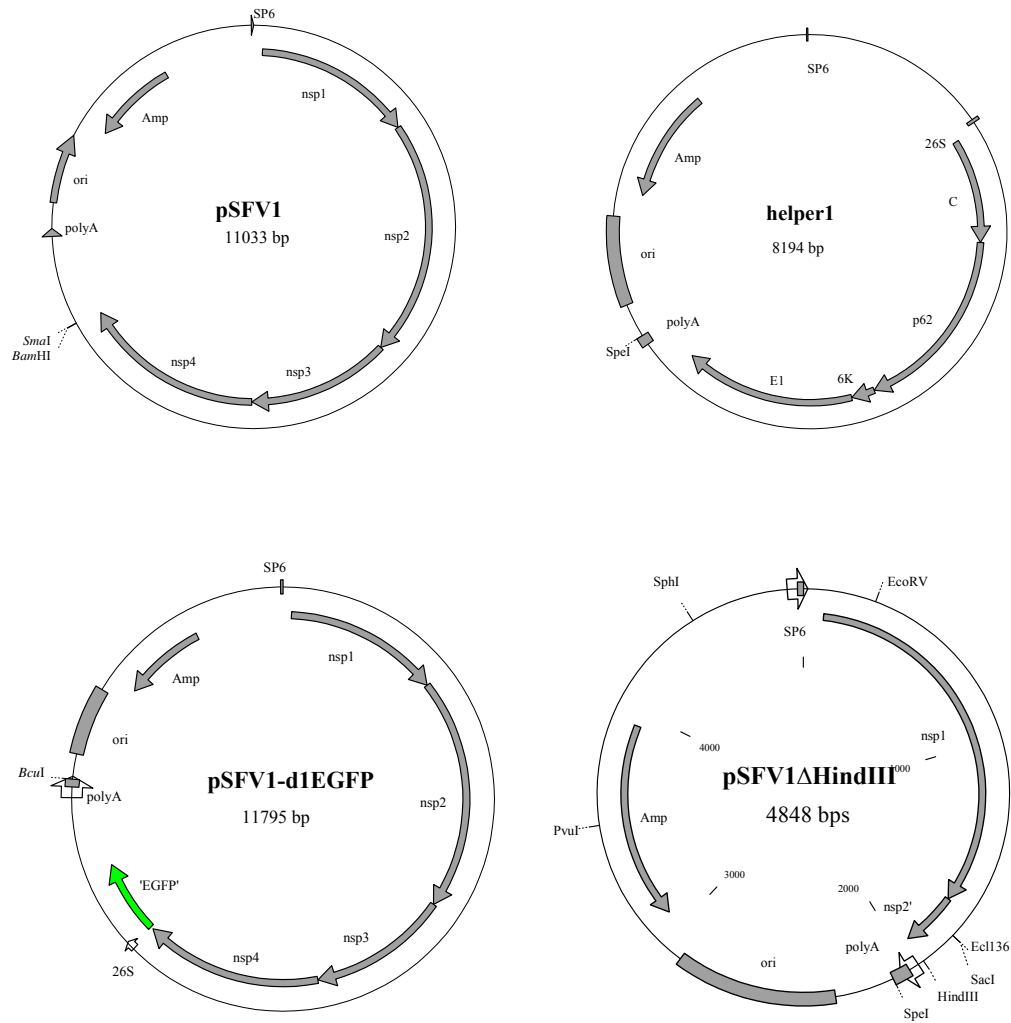 SP6
nsp1
Amp
ori
pSFV1
11033 bp
polyA
nsp2
SmaI
BamHI
nsp4
nsp3
SP6
26S
Amp
C
helper1
8194 bp
ori
polyA
p62
SpeI
E1
6K
SP6
nsp1
Amp
ori
BcuI
polyA
pSFV1-d1EGFP
11795 bp
nsp2
'EGFP'
nsp3
nsp4
26S
SphI
EcoRV
SP6
nsp1
4000
1000
pSFV1ΔHindIII
4848 bps
PvuI
Amp
3000
2000
nsp2'
polyA
Ecl136
ori
SacI
HindIII
SpeI